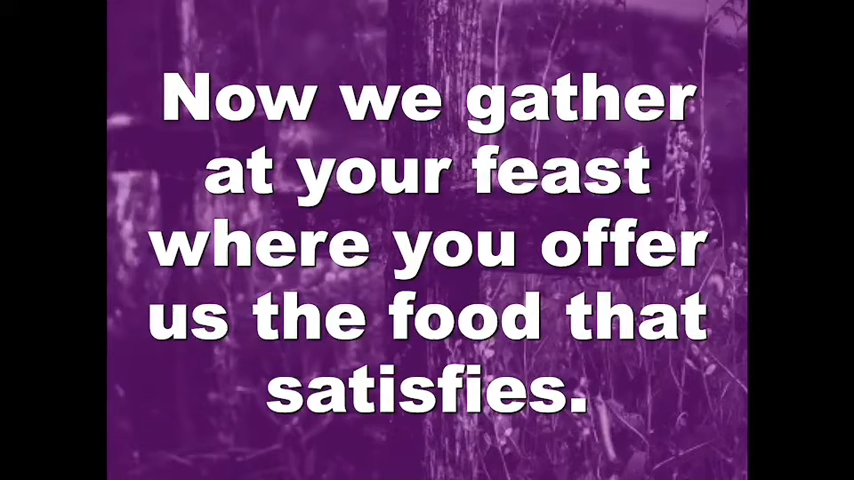 Now we gather
at your feast
where you offer
us the food that
satisfies.